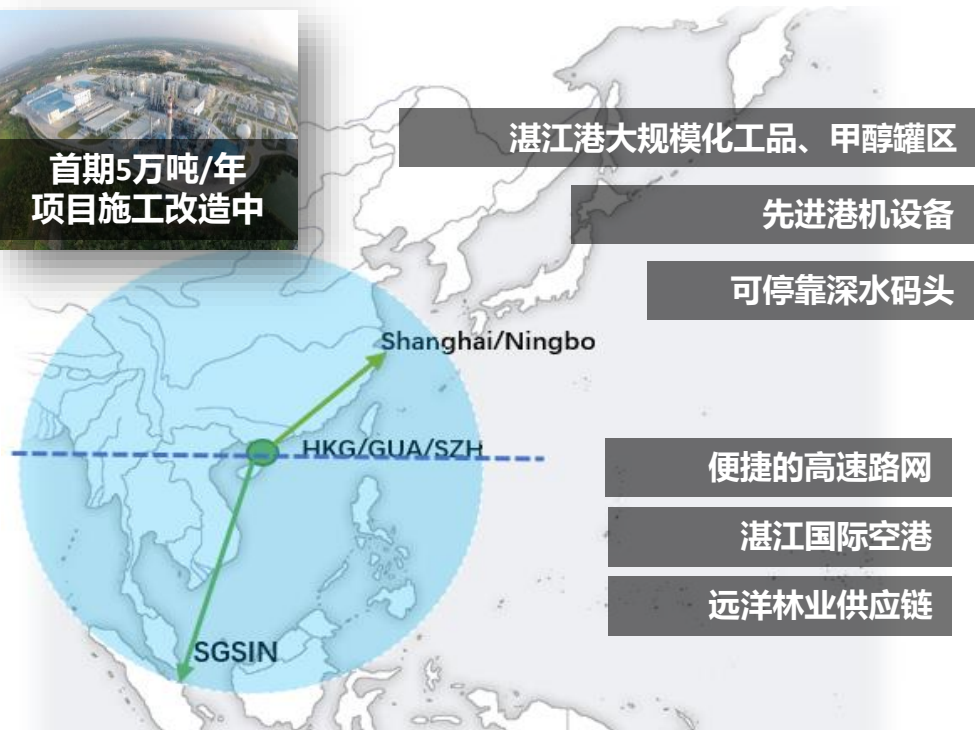 首期5万吨/年
项目施工改造中
湛江港大规模化工品、甲醇罐区
先进港机设备
可停靠深水码头
Shanghai/Ningbo
HKG/GUA/SZH
便捷的高速路网
湛江国际空港
远洋林业供应链
SGSIN